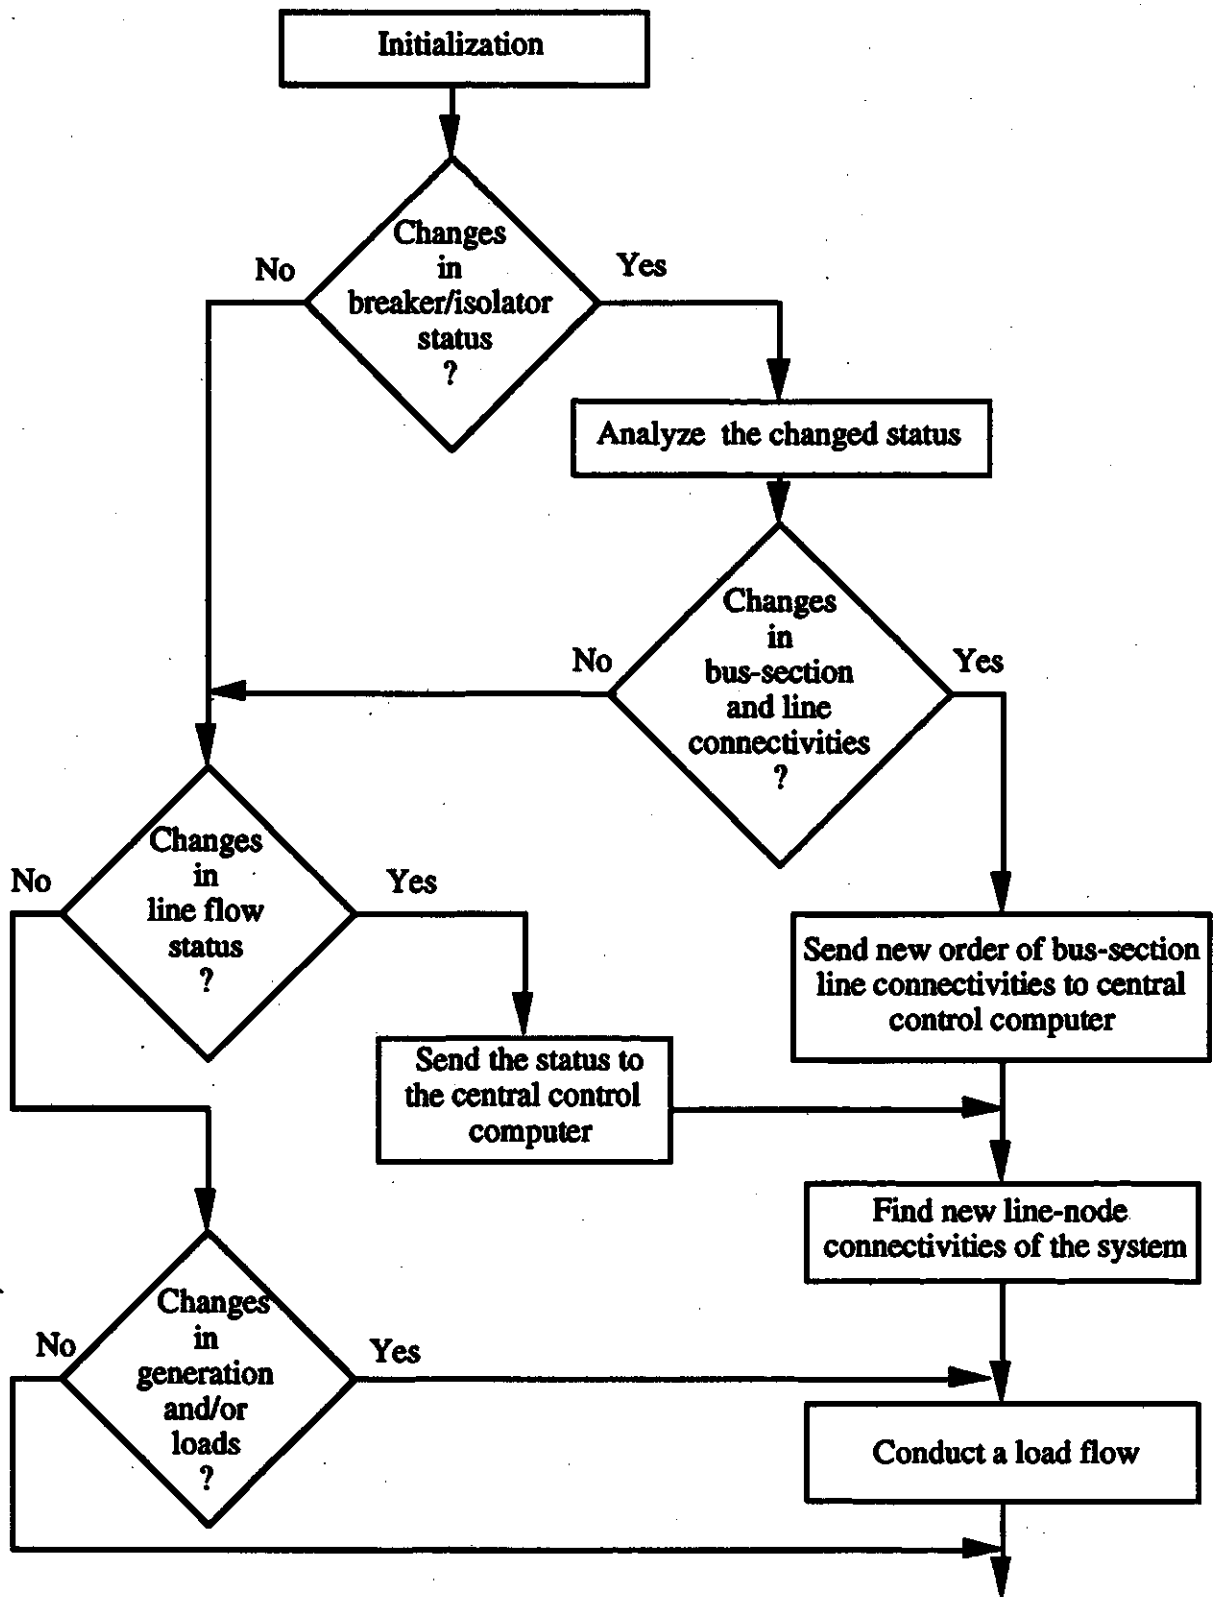 Initialization
Changes
in
breaker/isolator
status
?
No
Yes
Analyze the changed status
Changes
in
bus-section
and line
connectivities
?
No
Yes
Changes
in
line flow
status
?
No
Yes
Send new order of bus-section
line connectivities to central
control computer
Send the status to
the central control
computer
Find new line-node
connectivities of the system
Changes
in
generation
and/or
loads
?
No
Yes
Conduct a load flow